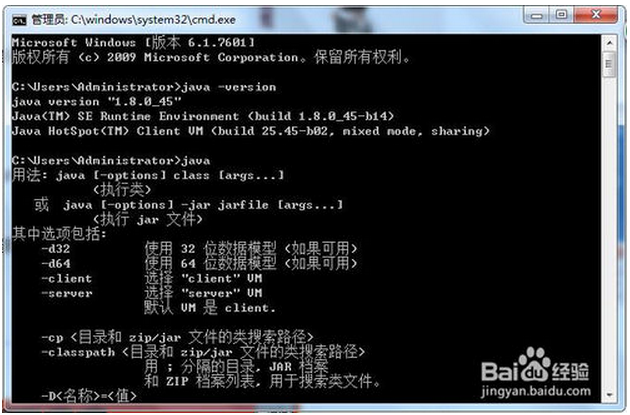 管理员: C:\windows\system32\cmd.exe
Microsoft Windows [版本 6.1.7601]
版权所有 (c) 2009 Microsoft Corporation。保留所有权利。
C:\Users\Administrator>java -version
java version "1.8.0_45"
Java(TM) SE Runtime Environment (build 1.8.0_45-b14)
Java HotSpot(TM) Client VM (build 25.45-b02, mixed mode, sharing)
C:\Users\Administrator>java
用法: java [-options] class [args...]
(执行类)
或 java [-options] -jar jarfile [args...]
(执行 jar 文件)
其中选项包括:
-d32 使用 32 位数据模型 (如果可用)
-d64 使用 64 位数据模型 (如果可用)
-client 选择 "client" VM
-server 选择 "server" VM
默认 VM 是 client.
-cp <目录和 zip/jar 文件的类搜索路径>
-classpath <目录和 zip/jar 文件的类搜索路径>
用 ; 分隔的目录, JAR 档案
和 ZIP 档案列表, 用于搜索类文件。
-D<名称>=<值>
Baidu经验
jingyan.baidu.com